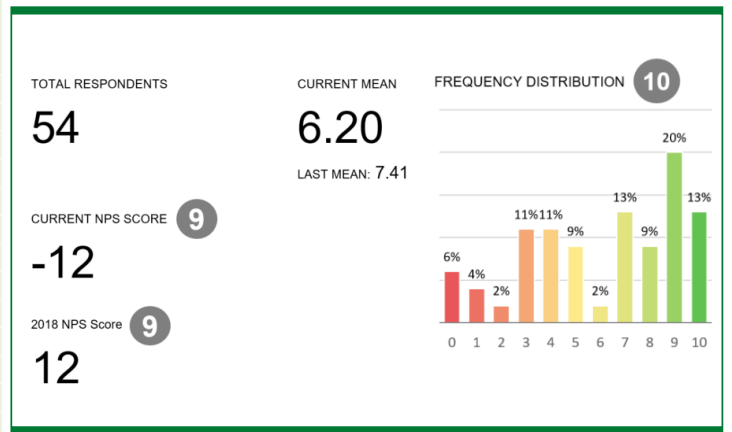 TOTAL RESPONDENTS
54
CURRENT MEAN
6.20
LAST MEAN: 7.41
CURRENT NPS SCORE 9
-12
2018 NPS Score 9
12
FREQUENCY DISTRIBUTION 10
20%
13% 13%
11% 11%
9% 9%
6%
4%
2% 2%
0 1 2 3 4 5 6 7 8 9 10